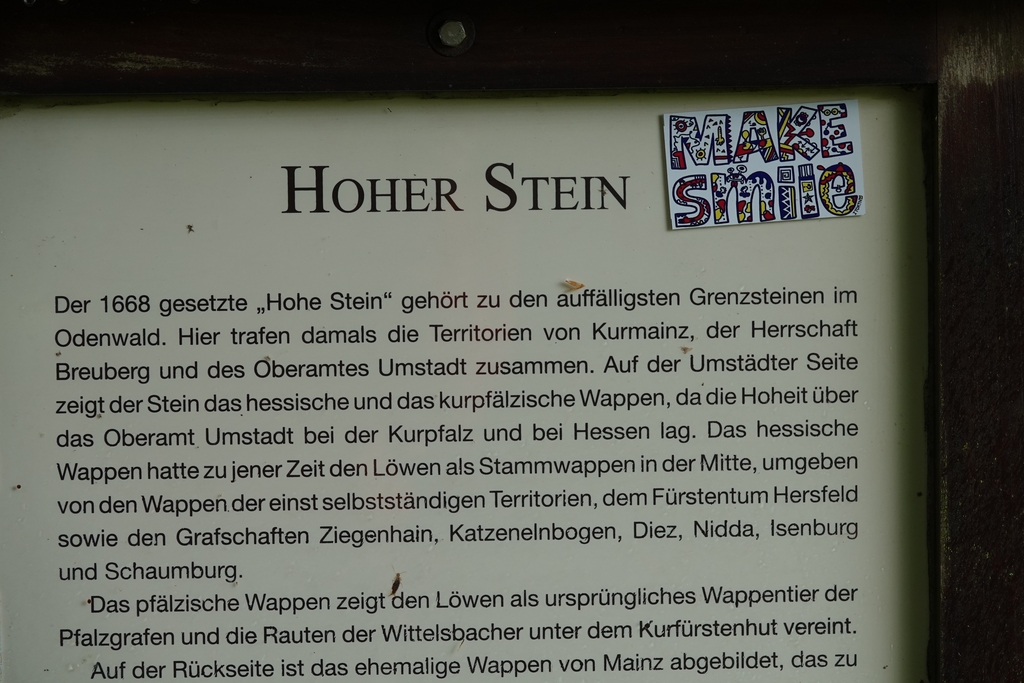 HOHER STEIN
MAKE
smile
Der 1668 gesetzte „Hohe Stein“ gehört zu den auffälligsten Grenzsteinen im
Odenwald. Hier trafen damals die Territorien von Kurmainz, der Herrschaft
Breuberg und des Oberamtes Umstadt zusammen. Auf der Umstädter Seite
zeigt der Stein das hessische und das kurpfälzische Wappen, da die Hoheit über
das Oberamt Umstadt bei der Kurpfalz und bei Hessen lag. Das hessische
Wappen hatte zu jener Zeit den Löwen als Stammwappen in der Mitte, umgeben
von den Wappen der einst selbstständigen Territorien, dem Fürstentum Hersfeld
sowie den Grafschaften Ziegenhain, Katzenelnbogen, Diez, Nidda, Isenburg
und Schaumburg.
Das pfälzische Wappen zeigt den Löwen als ursprüngliches Wappentier der
Pfalzgrafen und die Rauten der Wittelsbacher unter dem Kurfürstenhut vereint.
Auf der Rückseite ist das ehemalige Wappen von Mainz abgebildet, das zu